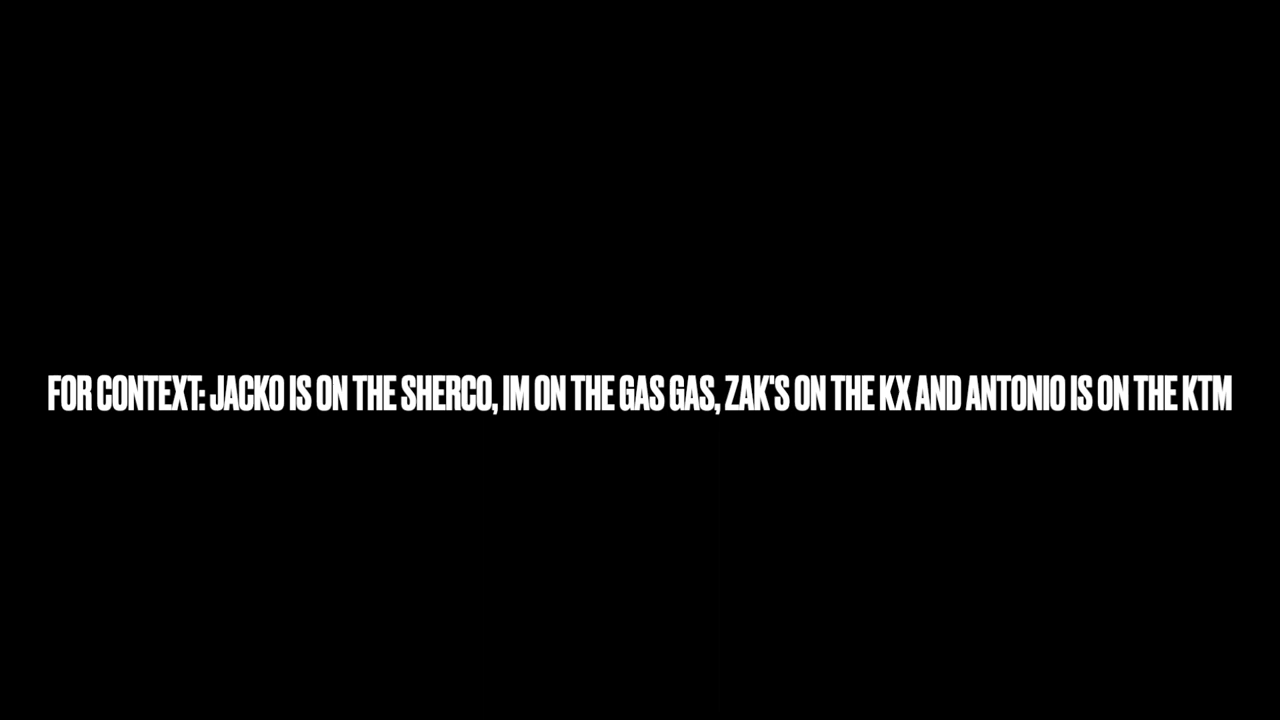 FOR CONTEXT: JACKO IS ON THE SHERCO, IM ON THE GAS GAS, ZAK'S ON THE KX AND ANTONIO IS ON THE KTM